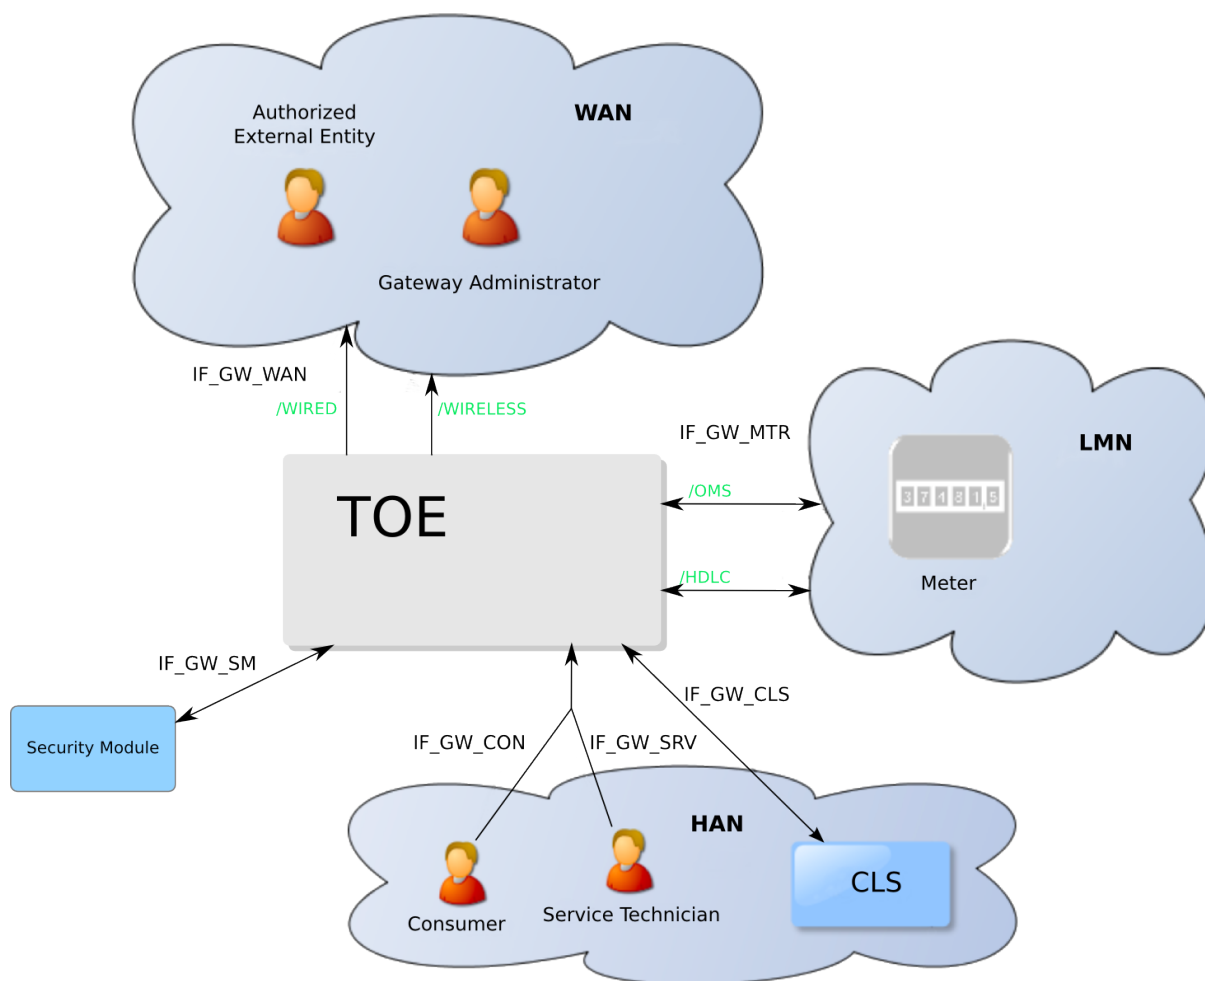 Authorized
External Entity
WAN
Gateway Administrator
IF_GW_WAN
/WIRED
/WIRELESS
IF_GW_MTR
LMN
TOE
/OMS
371815
/HDLC
Meter
IF_GW_SM
IF_GW_CLS
Security Module
IF_GW_CON
IF_GW_SRV
HAN
CLS
Consumer
Service Technician